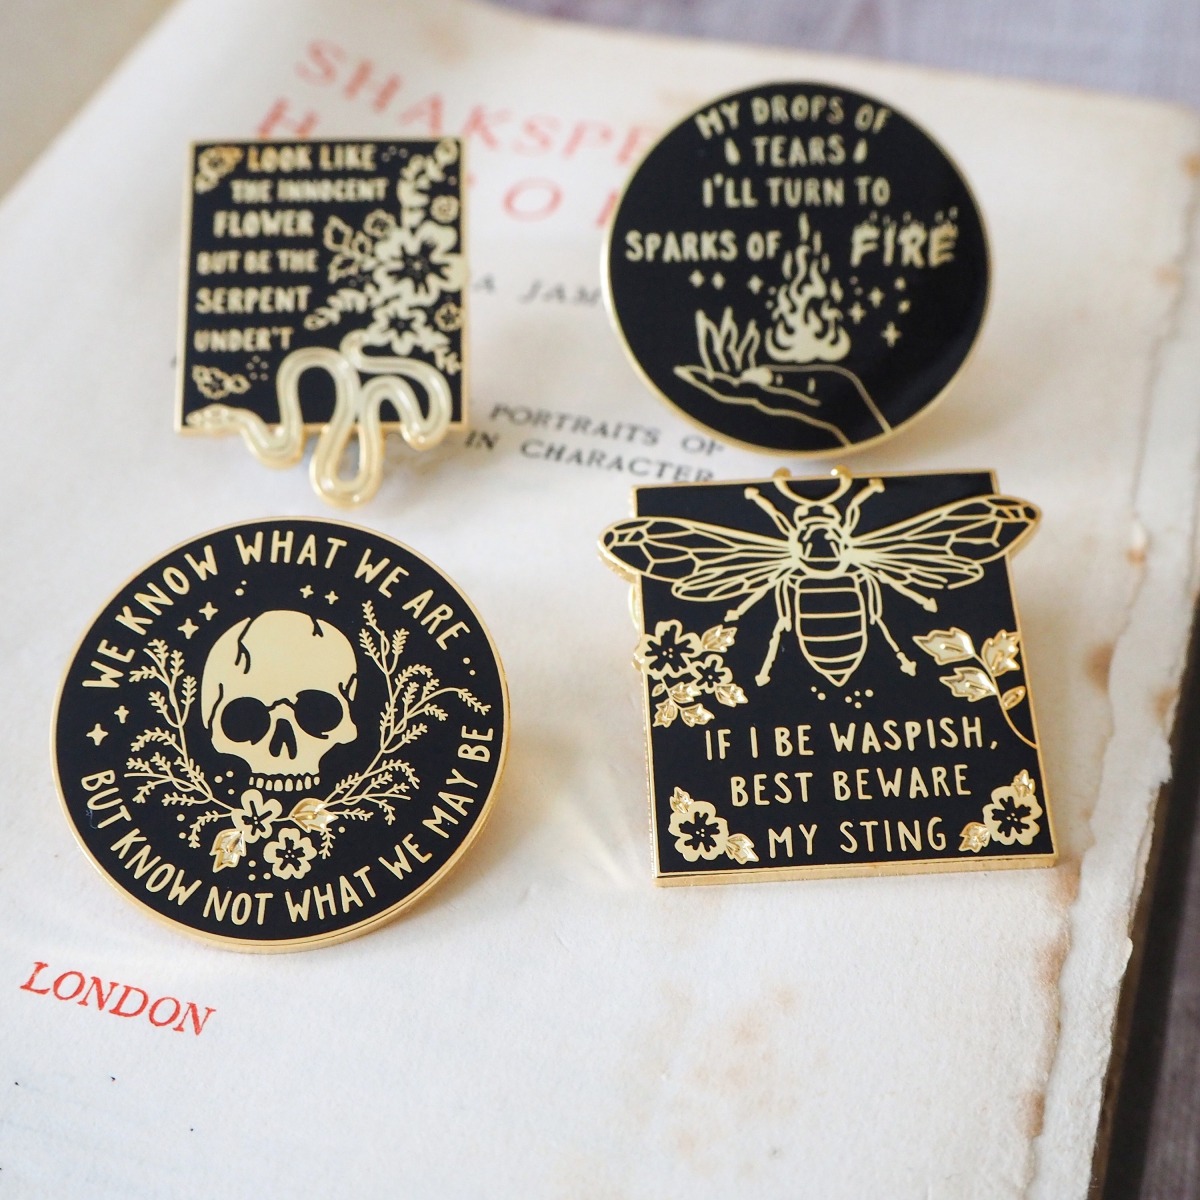 SHAKSPE
H
O
A JAM
PORTRAITS OF
IN CHARACTER
LONDON
LOOK LIKE
THE INNOCENT
FLOWER
BUT BE THE
SERPENT
UNDER'T
MY DROPS OF
TEARS
I'LL TURN TO
SPARKS OF FIRE
WE KNOW WHAT WE ARE
BUT KNOW NOT WHAT WE MAY BE
IF I BE WASPISH,
BEST BEWARE
MY STING